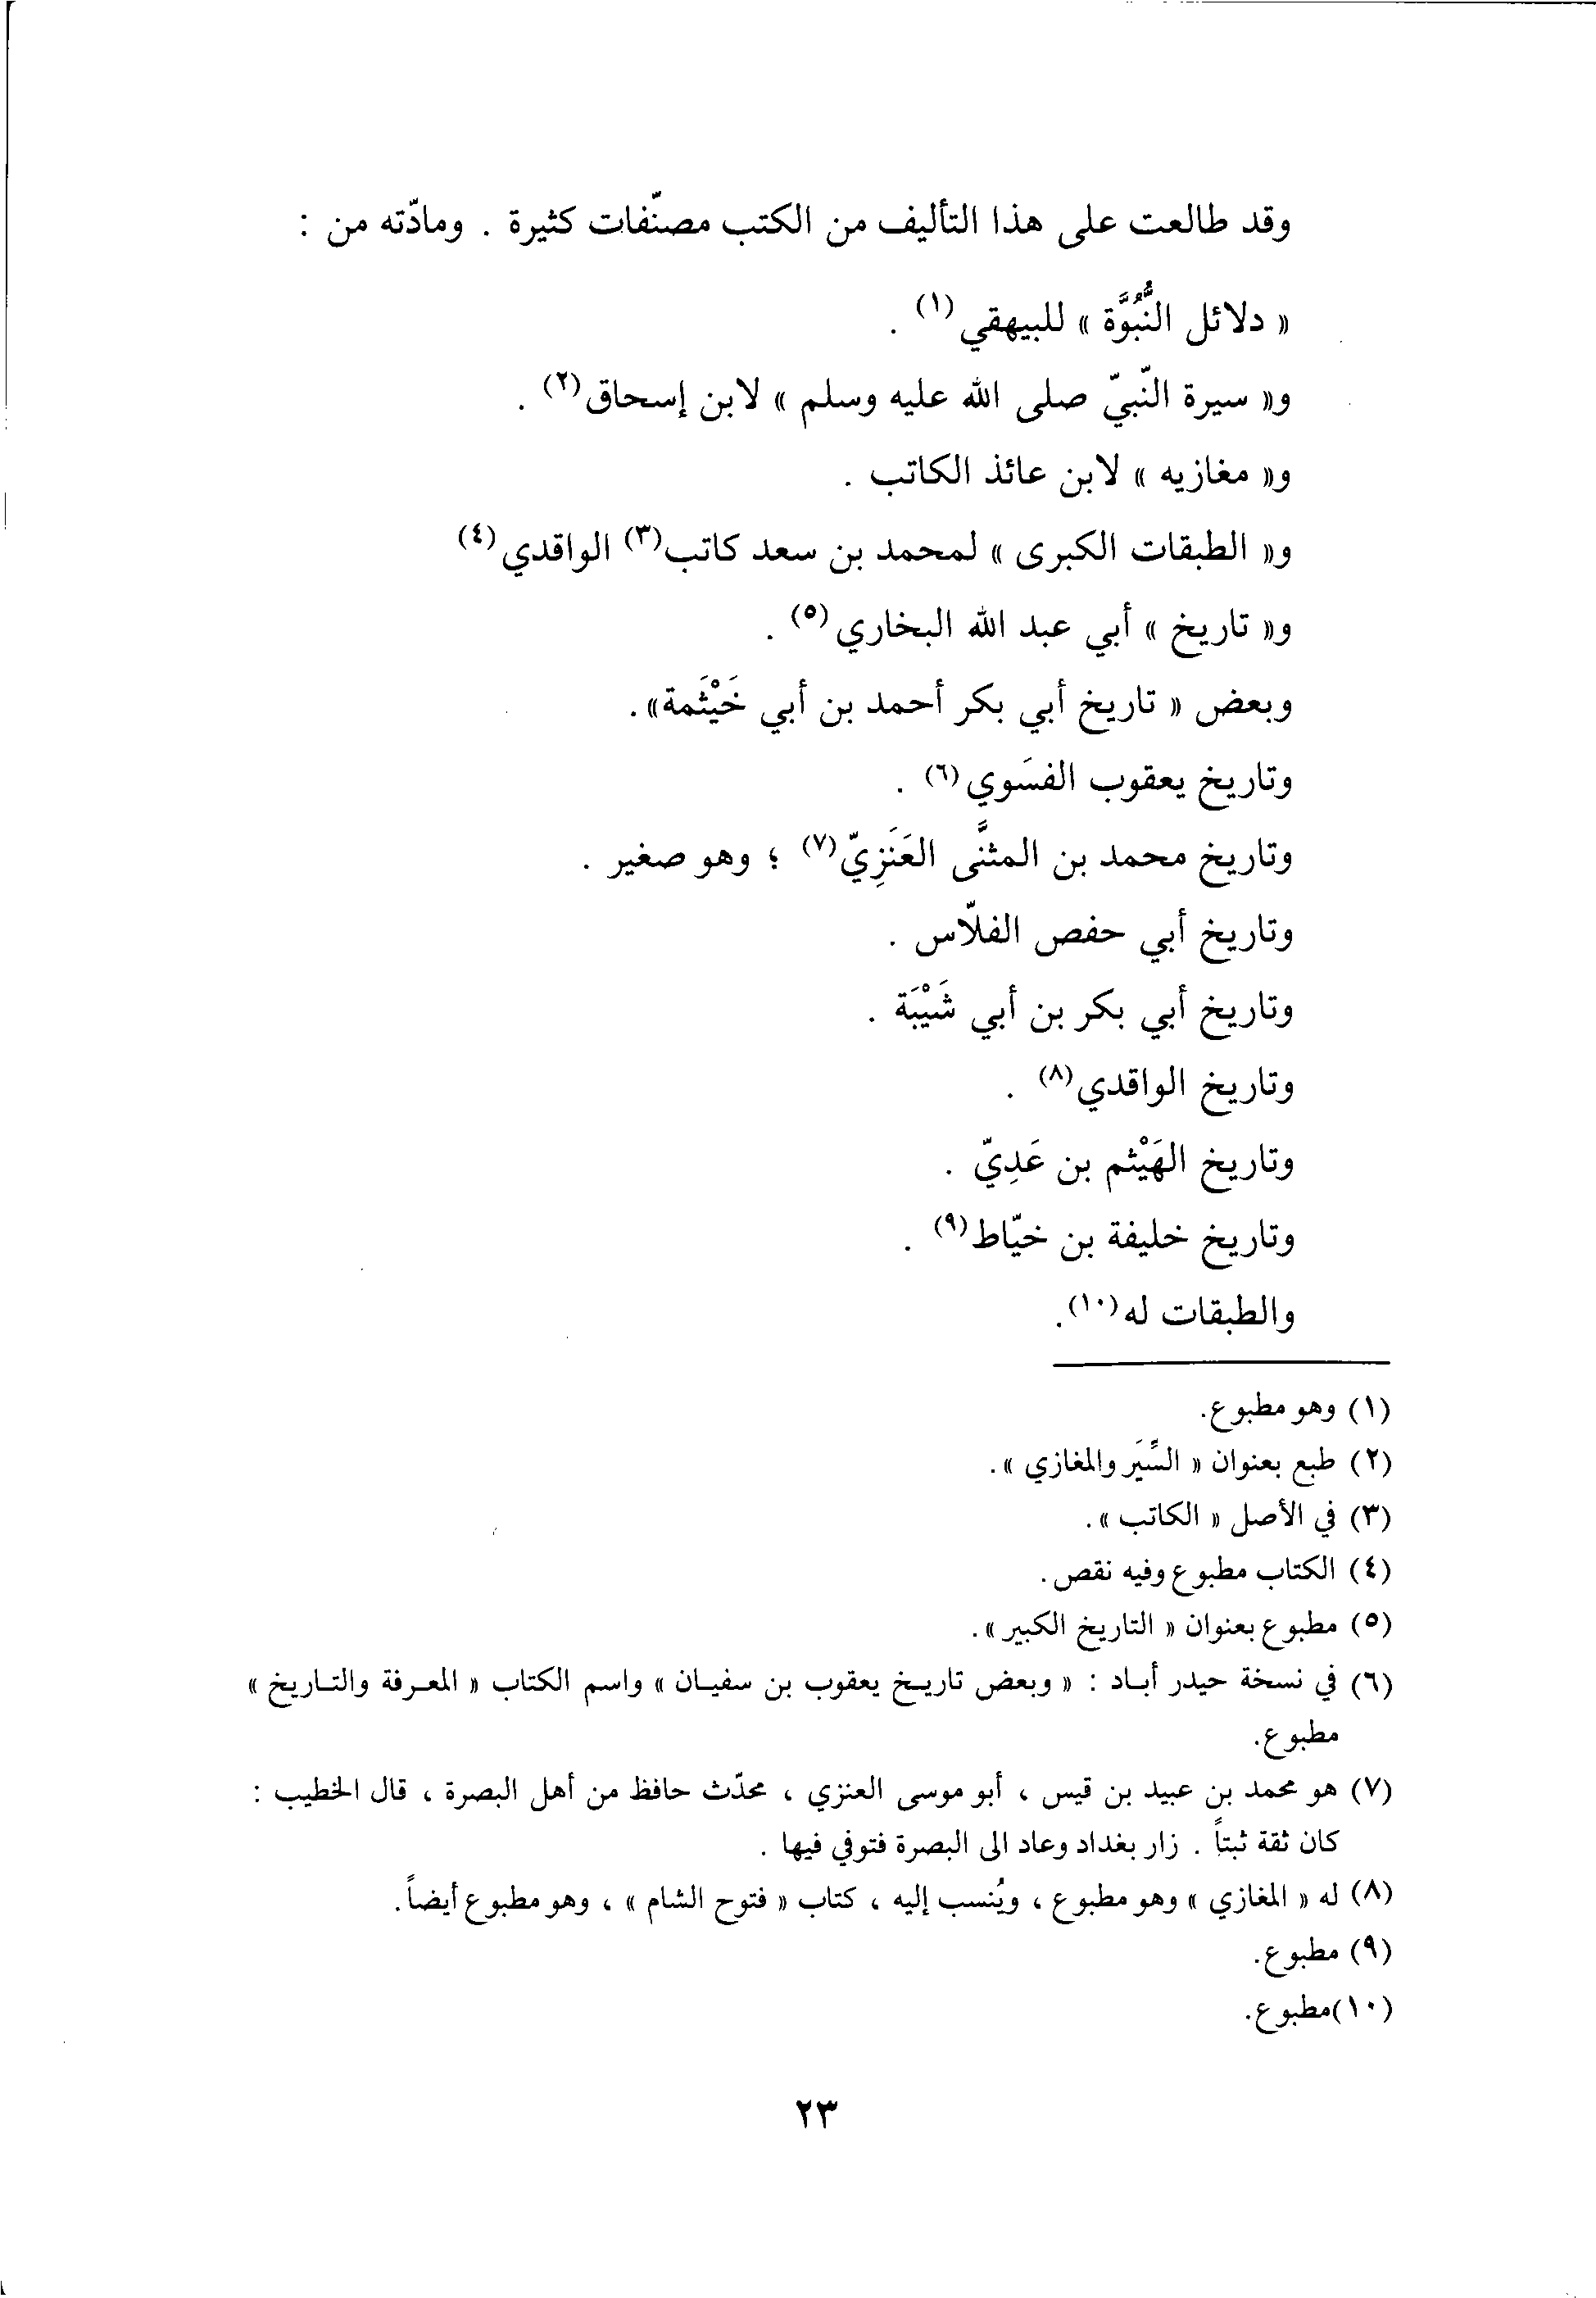 وقد طالعت على هذا التأليف من الكتب مصنّفات كثيرة . ومادّته من :
« دلائل النُّبُوَّة » للبيهقي(١) .
و« سيرة النّبيّ صلى الله عليه وسلم » لابن إسحاق(٢) .
و« مغازيه » لابن عائذ الكاتب .
و« الطبقات الكبرى » لمحمد بن سعد كاتب(٣) الواقدي(٤)
و« تاريخ » أبي عبد الله البخاري(٥) .
وبعض « تاريخ أبي بكر أحمد بن أبي خَيْثَمة».
وتاريخ يعقوب الفسَوي(٦) .
وتاريخ محمد بن المثنَّى العَنَزِيّ(٧) ؛ وهو صغير .
وتاريخ أبي حفص الفلّاس .
وتاريخ أبي بكر بن أبي شَيْبَة .
وتاريخ الواقدي(٨) .
وتاريخ الهَيْثم بن عَدِيّ .
وتاريخ خليفة بن خيّاط(٩) .
والطبقات له(١٠).
(١) وهو مطبوع.
(٢) طبع بعنوان « السِّيَر والمغازي ».
(٣) في الأصل « الكاتب ».
(٤) الكتاب مطبوع وفيه نقص.
(٥) مطبوع بعنوان « التاريخ الكبير ».
(٦) في نسخة حيدر أبـاد : « وبعض تاريـخ يعقوب بن سفيـان » واسم الكتاب « المعـرفة والتـاريخ »
مطبوع.
(٧) هو محمد بن عبيد بن قيس ، أبو موسى العنزي ، محدّث حافظ من أهل البصرة ، قال الخطيب :
كان ثقة ثبتاً . زار بغداد وعاد الى البصرة فتوفي فيها .
(٨) له « المغازي » وهو مطبوع ، ويُنسب إليه ، كتاب « فتوح الشام » ، وهو مطبوع أيضاً.
(٩) مطبوع.
(١٠)مطبوع.
٢٣